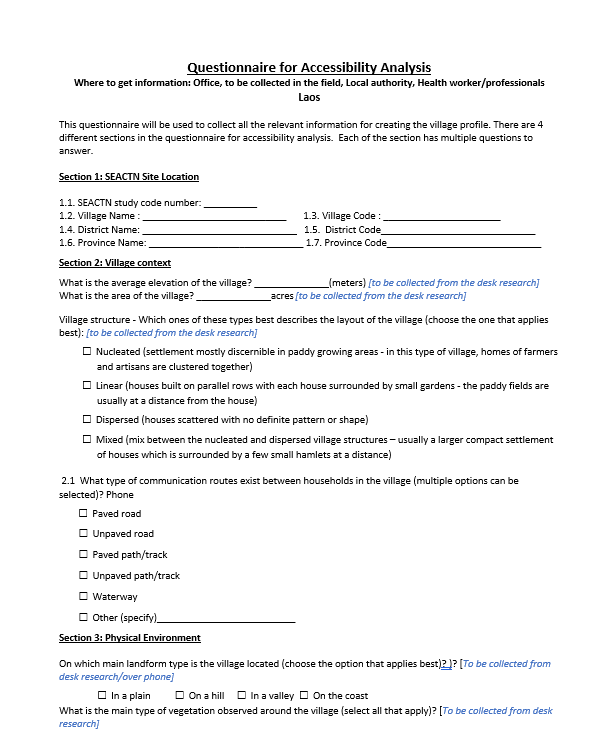 Questionnaire for Accessibility Analysis
Where to get information: Office, to be collected in the field, Local authority, Health worker/professionals
Laos
This questionnaire will be used to collect all the relevant information for creating the village profile. There are 4
different sections in the questionnaire for accessibility analysis. Each of the section has multiple questions to
answer.
Section 1: SEACTN Site Location
1.1. SEACTN study code number: __________
1.2. Village Name : ___________________________ 1.3. Village Code : ______________________
1.4. District Name: _____________________________ 1.5. District Code_____________________________
1.6. Province Name: _____________________________ 1.7. Province Code_____________________________
Section 2: Village context
What is the average elevation of the village? ______________(meters) [to be collected from the desk research]
What is the area of the village? ______________acres [to be collected from the desk research]
Village structure - Which ones of these types best describes the layout of the village (choose the one that applies
best): [to be collected from the desk research]
☐ Nucleated (settlement mostly discernible in paddy growing areas - in this type of village, homes of farmers
and artisans are clustered together)
☐ Linear (houses built on parallel rows with each house surrounded by small gardens - the paddy fields are
usually at a distance from the house)
☐ Dispersed (houses scattered with no definite pattern or shape)
☐ Mixed (mix between the nucleated and dispersed village structures – usually a larger compact settlement
of houses which is surrounded by a few small hamlets at a distance)
2.1 What type of communication routes exist between households in the village (multiple options can be
selected)? Phone
☐ Paved road
☐ Unpaved road
☐ Paved path/track
☐ Unpaved path/track
☐ Waterway
☐ Other (specify)__________________________
Section 3: Physical Environment
On which main landform type is the village located (choose the option that applies best)? )? [To be collected from
desk research/over phone]
☐ In a plain ☐ On a hill ☐ In a valley ☐ On the coast
What is the main type of vegetation observed around the village (select all that apply)? [To be collected from desk
research]